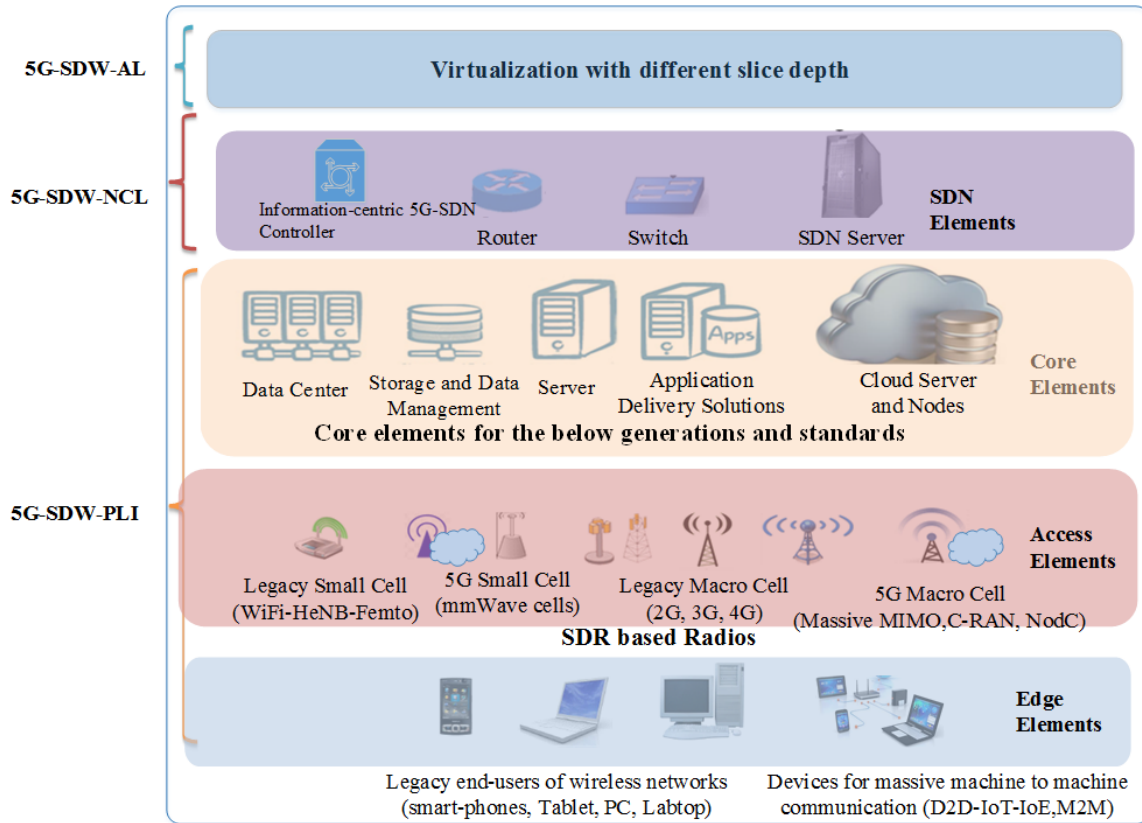 5G-SDW-AL
Virtualization with different slice depth
5G-SDW-NCL
Information-centric 5G-SDN
Controller
Router
Switch
SDN Server
SDN
Elements
Data Center
Storage and Data
Management
Server
Apps
Application
Delivery Solutions
Cloud Server
and Nodes
Core
Elements
Core elements for the below generations and standards
5G-SDW-PLI
Legacy Small Cell
(WiFi-HeNB-Femto)
5G Small Cell
(mmWave cells)
Legacy Macro Cell
(2G, 3G, 4G)
5G Macro Cell
(Massive MIMO,C-RAN, NodC)
Access
Elements
SDR based Radios
Edge
Elements
Legacy end-users of wireless networks
(smart-phones, Tablet, PC, Labtop)
Devices for massive machine to machine
communication (D2D-IoT-IoE,M2M)